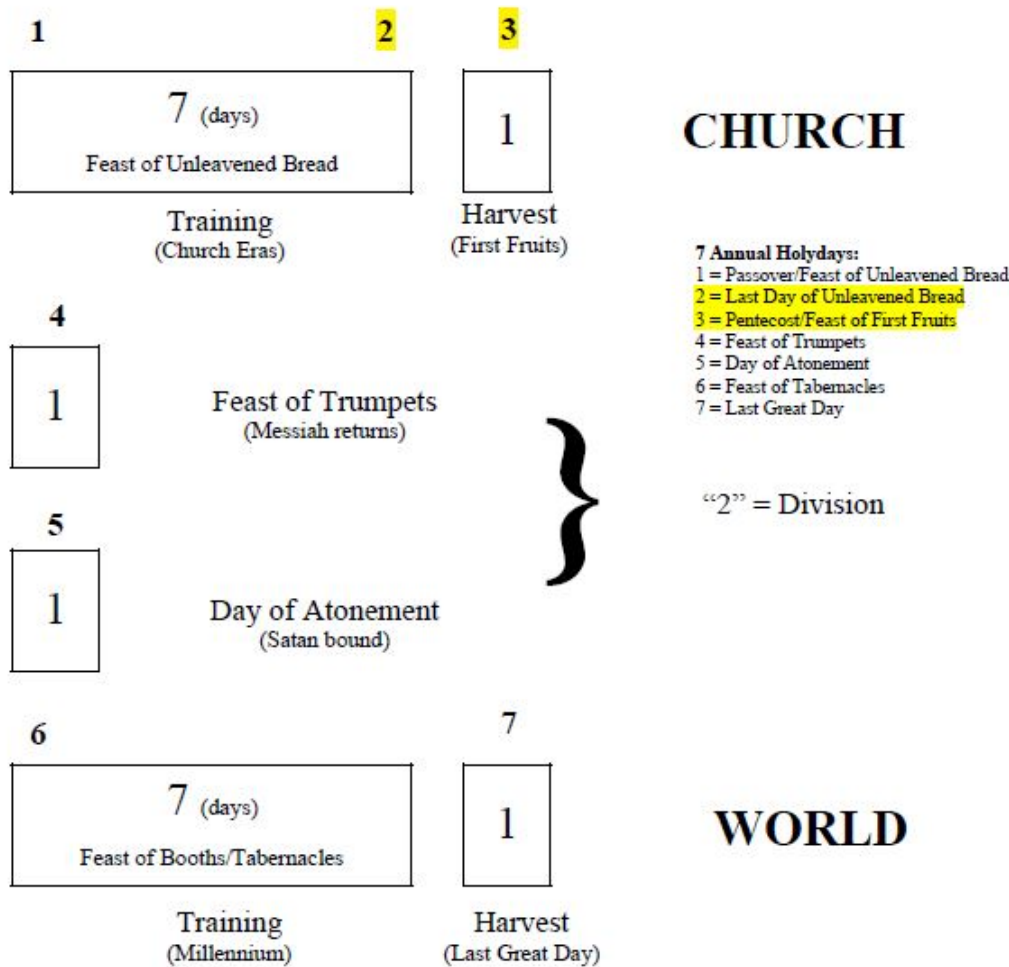 1
2
3
7 (days)
Feast of Unleavened Bread
1
CHURCH
Training
(Church Eras)
Harvest
(First Fruits)
7 Annual Holydays:
1 = Passover/Feast of Unleavened Bread
2 = Last Day of Unleavened Bread
3 = Pentecost/Feast of First Fruits
4 = Feast of Trumpets
5 = Day of Atonement
6 = Feast of Tabernacles
7 = Last Great Day
4
1
Feast of Trumpets
(Messiah returns)
}
“2” = Division
5
1
Day of Atonement
(Satan bound)
6
7
7 (days)
Feast of Booths/Tabernacles
1
WORLD
Training
(Millennium)
Harvest
(Last Great Day)